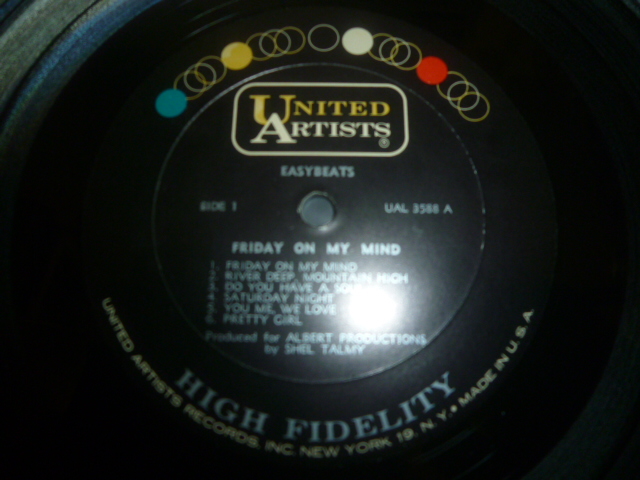 UNITED
ARTISTS®
EASYBEATS
SIDE 1
UAL 3588 A
FRIDAY ON MY MIND
1. FRIDAY ON MY MIND
2. RIVER DEEP, MOUNTAIN HIGH
3. DO YOU HAVE A
4. SATURDAY NIGHT
5. YOU ME, WE LOVE
6. PRETTY GIRL
Produced for ALBERT PRODUCTIONS
by SHEL TALMY
HIGH FIDELITY
UNITED ARTISTS RECORDS, INC. NEW YORK 19, N.Y. • MADE IN U.S.A.